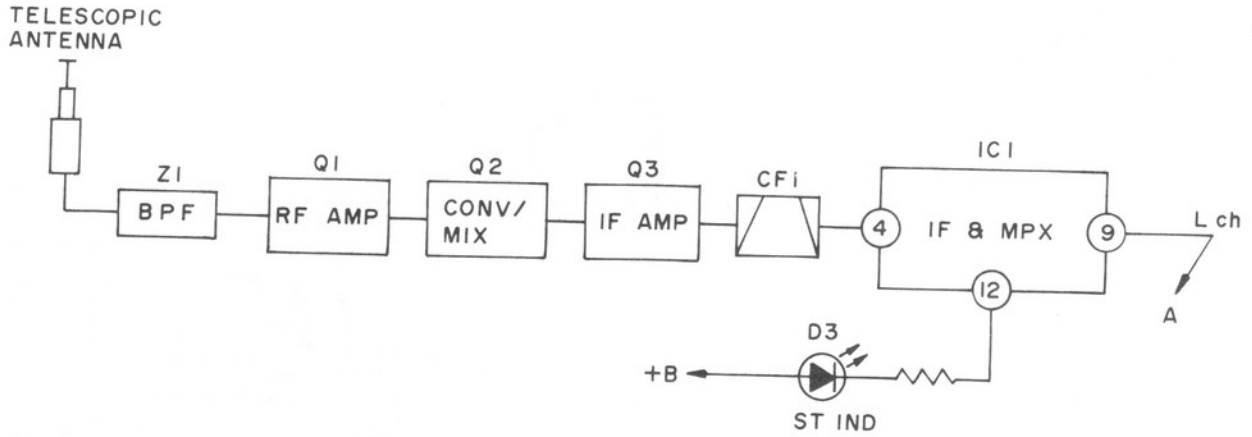 TELESCOPIC
ANTENNA
Z1
BPF
Q1
RF AMP
Q2
CONV/
MIX
Q3
IF AMP
CFi
IC1
4
IF & MPX
9
12
L ch
A
D3
+B
ST IND